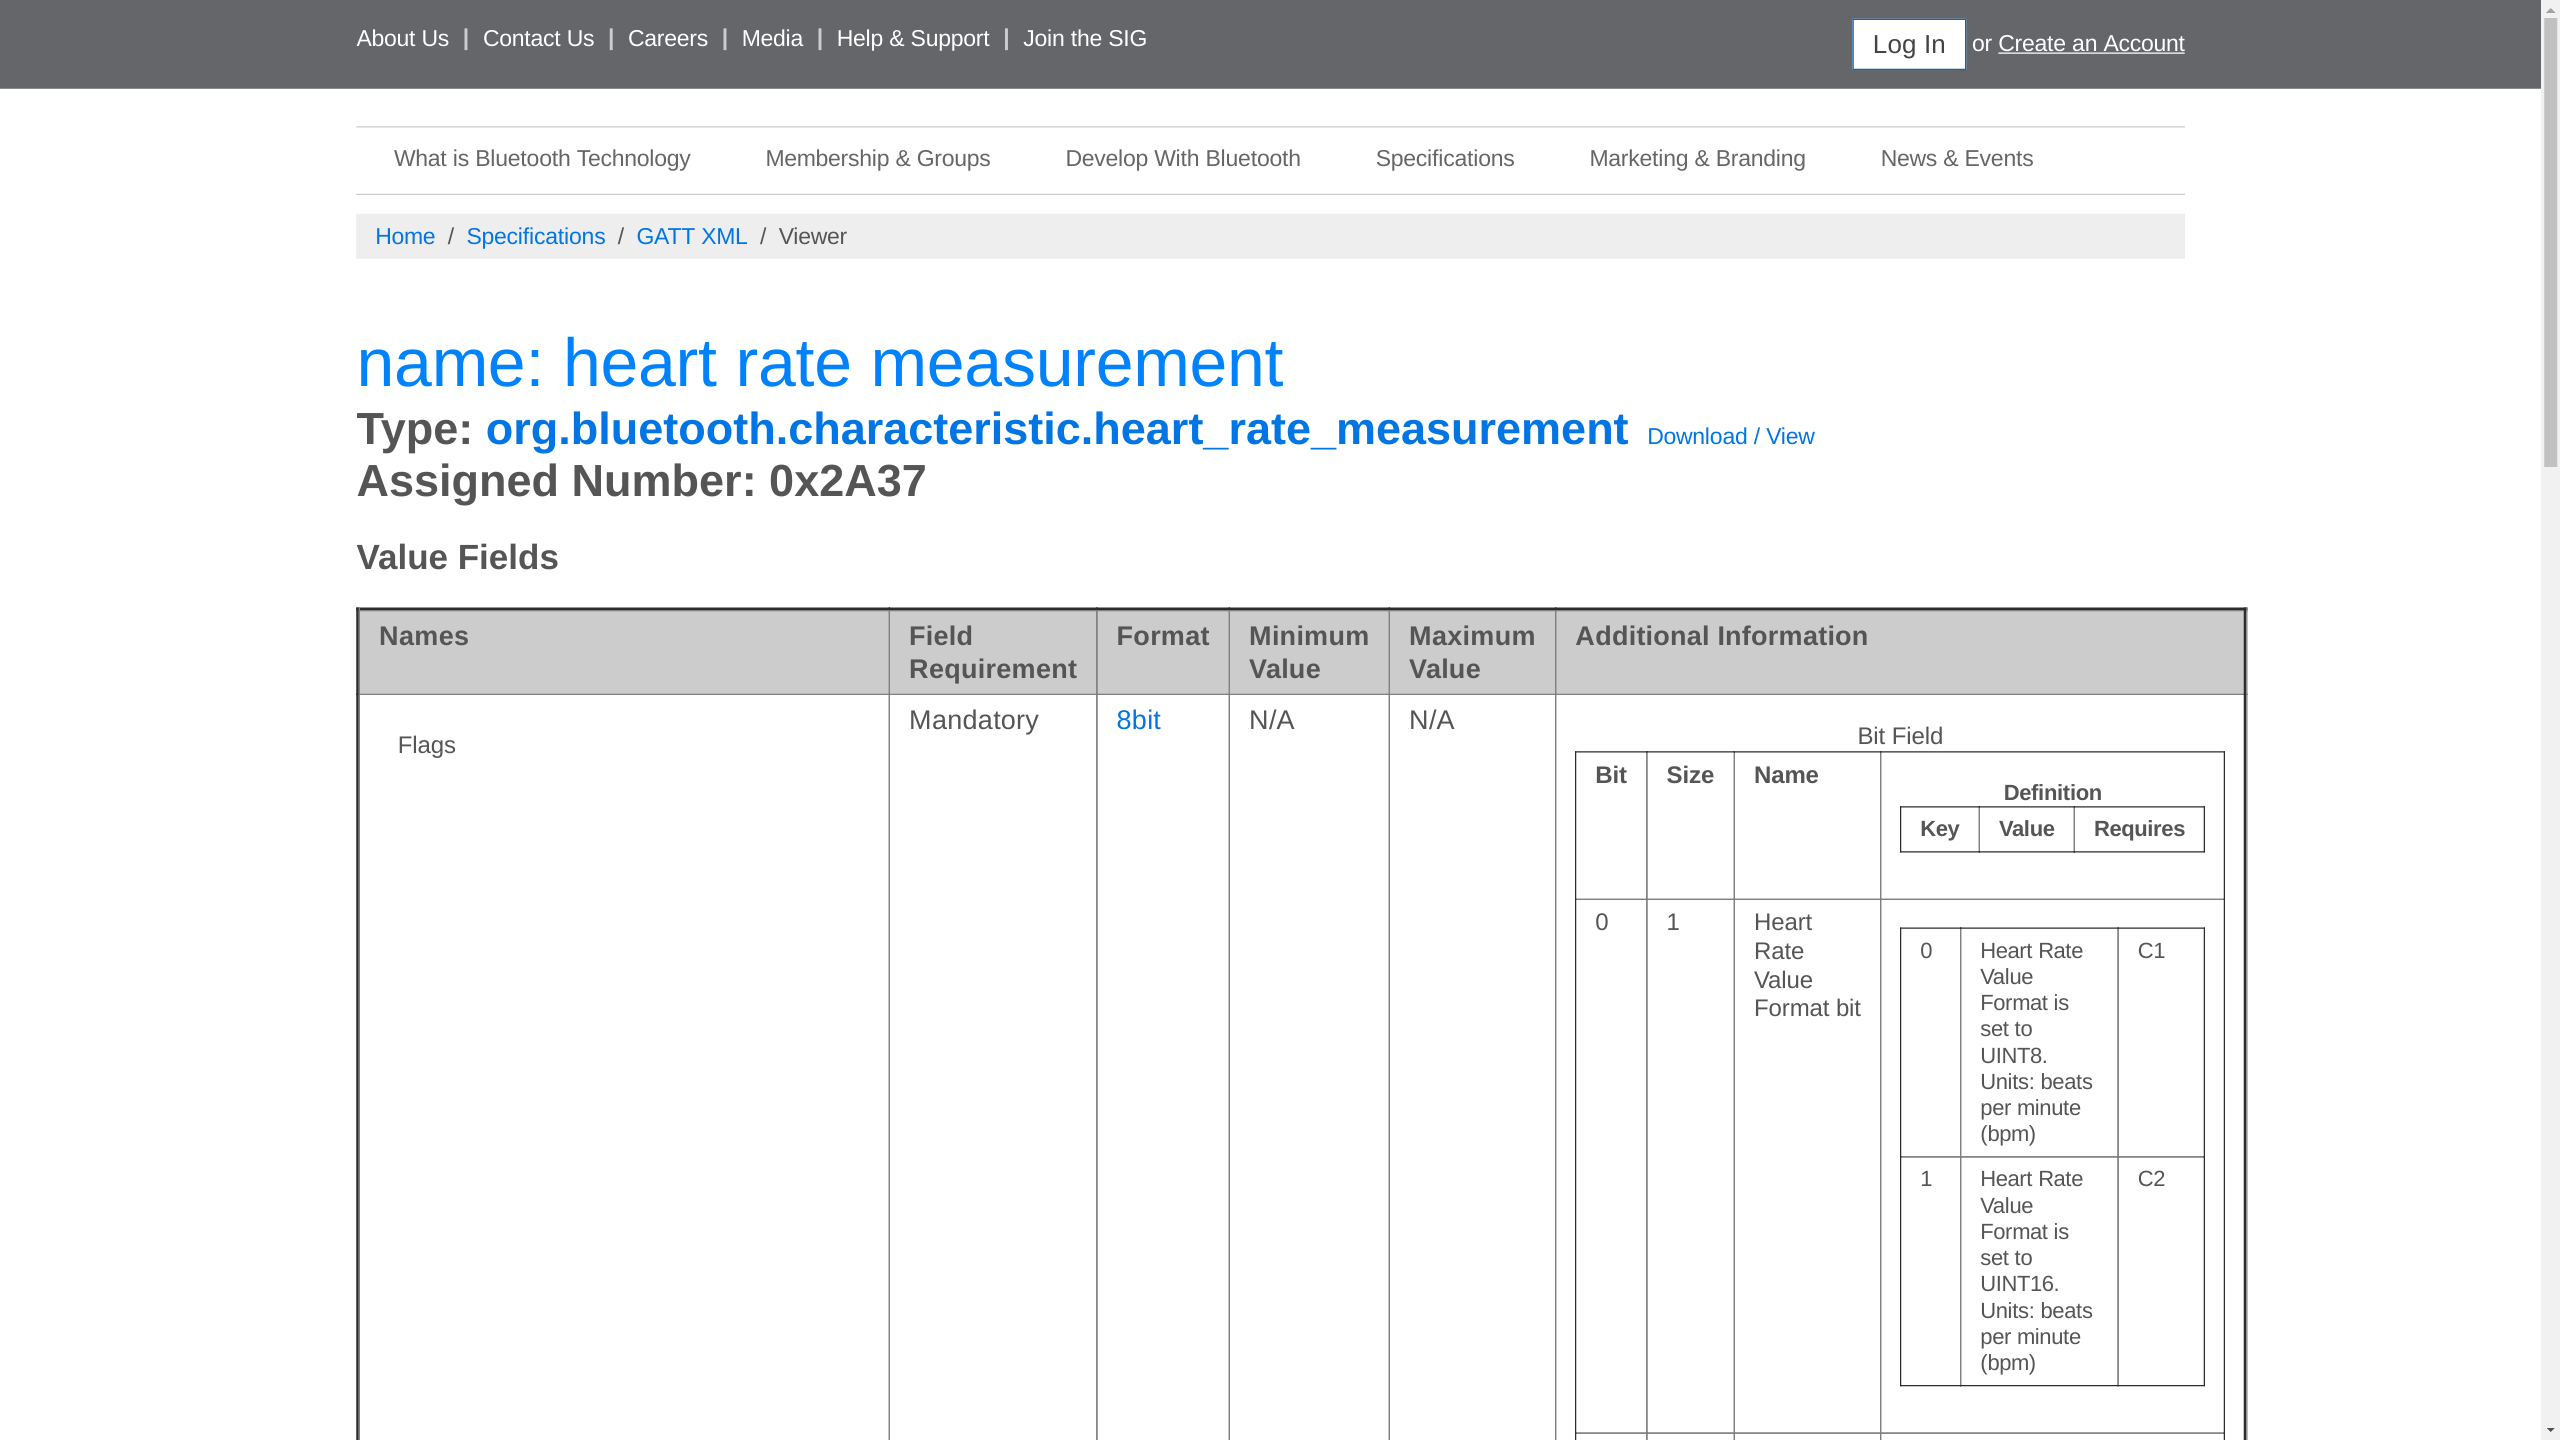 About Us | Contact Us | Careers | Media | Help & Support | Join the SIG
Log In or Create an Account
What is Bluetooth Technology Membership & Groups Develop With Bluetooth Specifications Marketing & Branding News & Events
Home / Specifications / GATT XML / Viewer
name: heart rate measurement
Type: org.bluetooth.characteristic.heart_rate_measurement Download / View
Assigned Number: 0x2A37
Value Fields
Names
Field
Requirement
Format
Minimum
Value
Maximum
Value
Additional Information
Flags
Mandatory
8bit
N/A
N/A
Bit Field
Bit
Size
Name
Definition
Key Value Requires
0
1
Heart
Rate
Value
Format bit
0
Heart Rate
Value
Format is
set to
UINT8.
Units: beats
per minute
(bpm)
C1
1
Heart Rate
Value
Format is
set to
UINT16.
Units: beats
per minute
(bpm)
C2